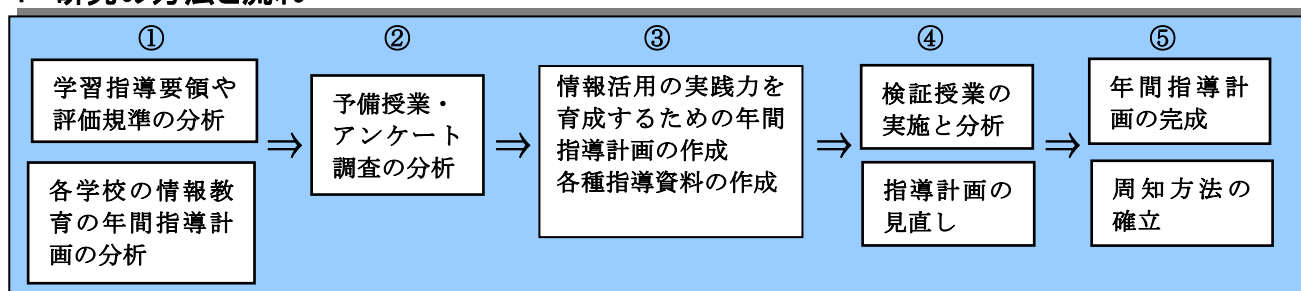 ①
学習指導要領や
評価規準の分析
各学校の情報教
育の年間指導計
画の分析
⇒
②
予備授業・
アンケート
調査の分析
⇒
③
情報活用の実践力を
育成するための年間
指導計画の作成
各種指導資料の作成
⇒
④
検証授業の
実施と分析
指導計画の
見直し
⇒
⑤
年間指導計
画の完成
周知方法の
確立